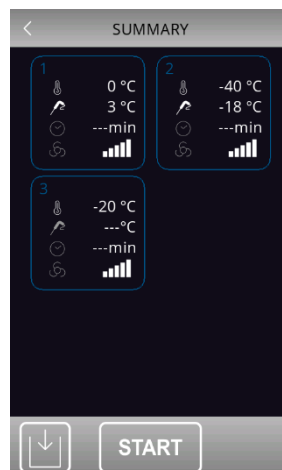 SUMMARY
1
0 °C
3 °C
---min
2
-40 °C
-18 °C
---min
3
-20 °C
---°C
---min
START